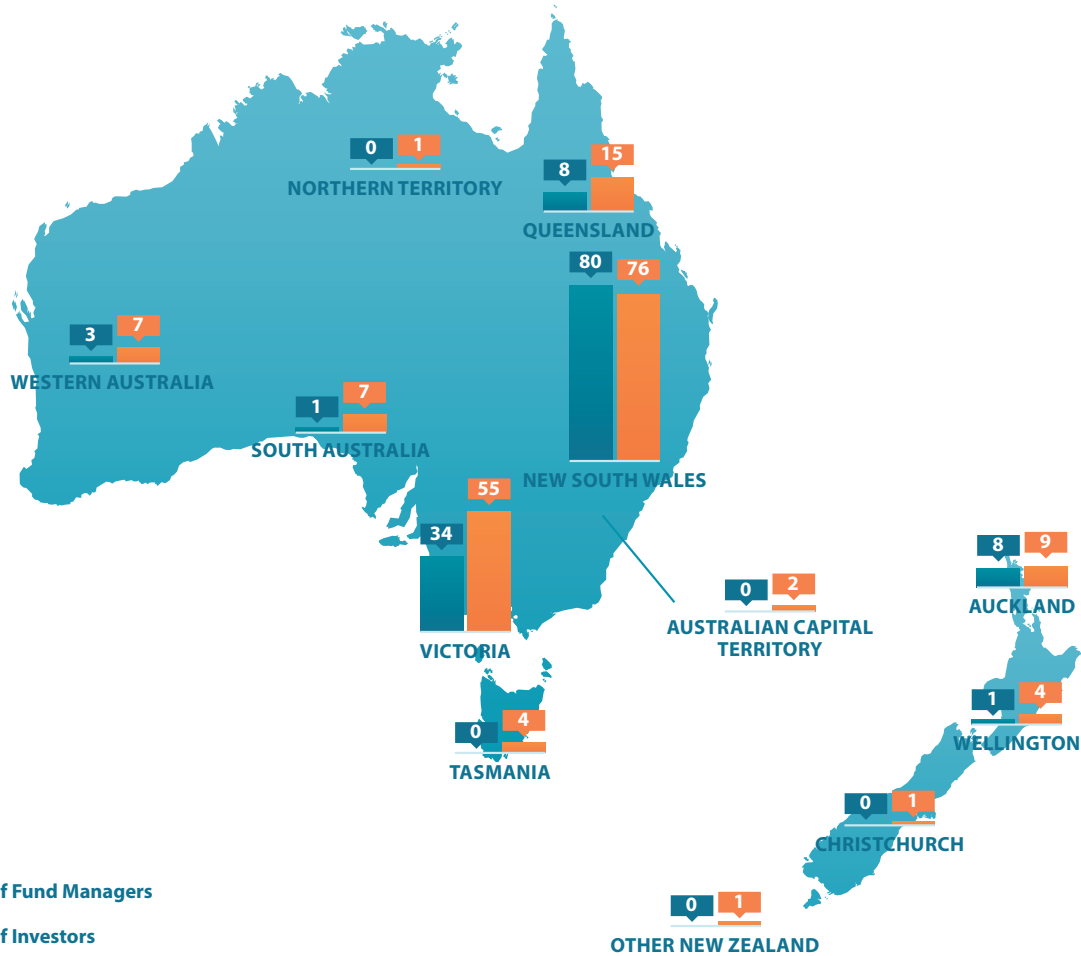 0 1
NORTHERN TERRITORY
8 15
QUEENSLAND
80 76
NEW SOUTH WALES
3 7
WESTERN AUSTRALIA
1 7
SOUTH AUSTRALIA
34 55
VICTORIA
0 2
AUSTRALIAN CAPITAL
TERRITORY
0 4
TASMANIA
8 9
AUCKLAND
1 4
WELLINGTON
0 1
CHRISTCHURCH
0 1
OTHER NEW ZEALAND
f Fund Managers
f Investors